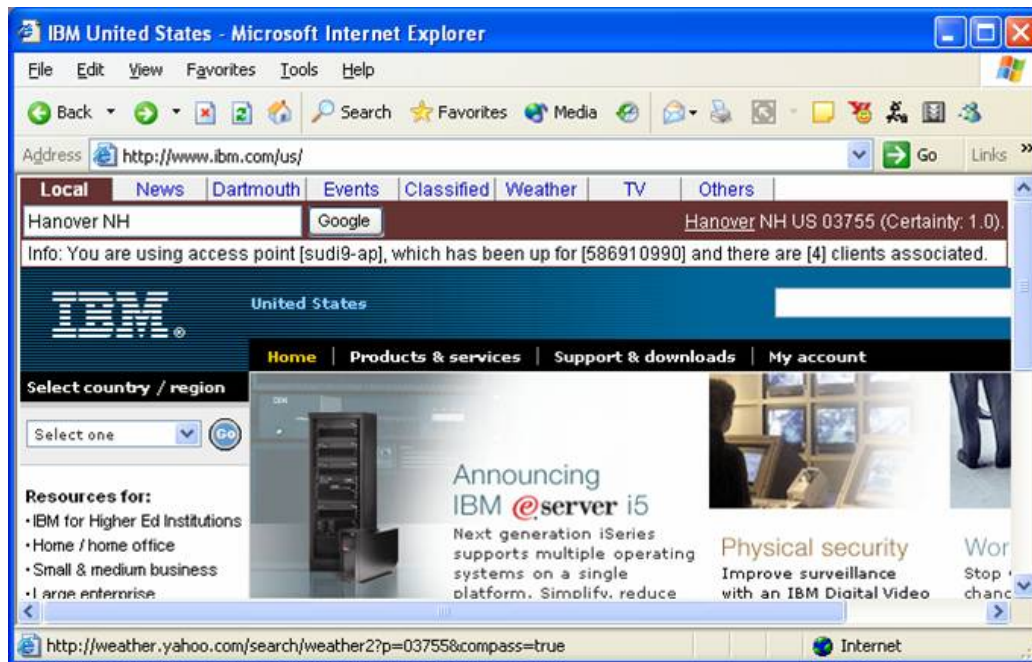 IBM United States - Microsoft Internet Explorer
File Edit View Favorites Tools Help
Back Search Favorites Media
Address http://www.ibm.com/us/ Go Links »
Local News Dartmouth Events Classified Weather TV Others
Hanover NH Google Hanover NH US 03755 (Certainty: 1.0).
Info: You are using access point [sudi9-ap], which has been up for [586910990] and there are [4] clients associated.
IBM® United States
Home | Products & services | Support & downloads | My account
Select country / region
Select one Go
Announcing
IBM eserver i5
Next generation iSeries
supports multiple operating
systems on a single
platform. Simplify, reduce
Physical security
Improve surveillance
with an IBM Digital Video
Wor
Stop
chanc
Resources for:
·IBM for Higher Ed Institutions
·Home / home office
·Small & medium business
·Large enterprise
http://weather.yahoo.com/search/weather2?p=03755&compass=true Internet